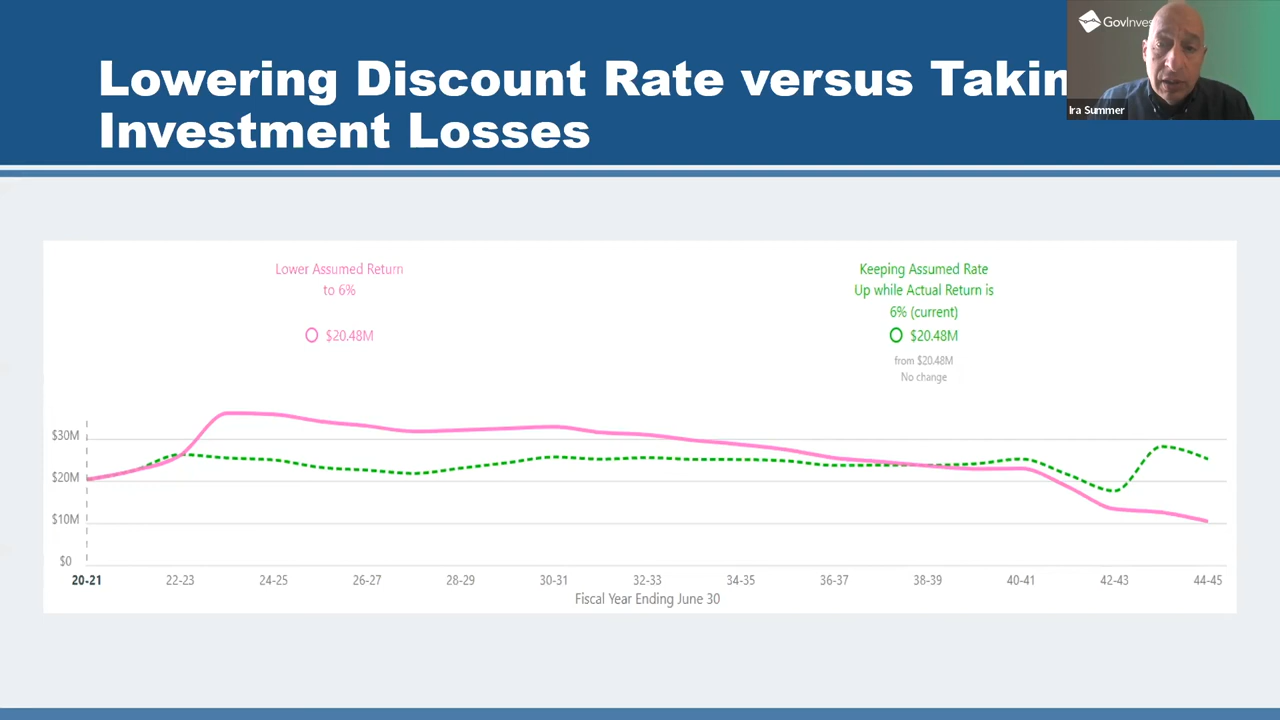 Lowering Discount Rate versus Takin
Investment Losses
GovInves
Ira Summer
Lower Assumed Return
to 6%
$20.48M
Keeping Assumed Rate
Up while Actual Return is
6% (current)
$20.48M
from $20.48M
No change
$30M
$20M
$10M
$0
20-21 22-23 24-25 26-27 28-29 30-31 32-33 34-35 36-37 38-39 40-41 42-43 44-45
Fiscal Year Ending June 30